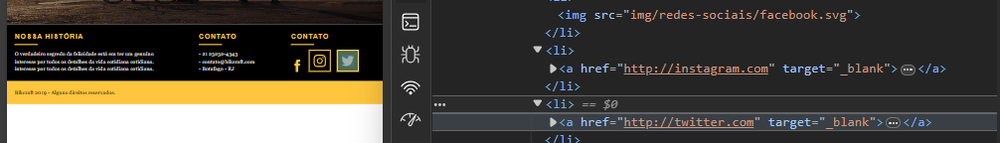 NOSSA HISTÓRIA
O verdadeiro segredo da felicidade está em ter um genuíno
interesse por todos os detalhes da vida cotidiana cotidiana.
interesse por todos os detalhes da vida cotidiana cotidiana.
CONTATO
- 21 23232-4343
- contato@bikcraft.com
- Botafogo - RJ
CONTATO
Bikcraft 2019 - Alguns direitos reservados.
<li>
<img src="img/redes-sociais/facebook.svg">
</li>
<li>
<a href="http://instagram.com" target="_blank"> ... </a>
</li>
<li> == $0
<a href="http://twitter.com" target="_blank"> ... </a>
</li>